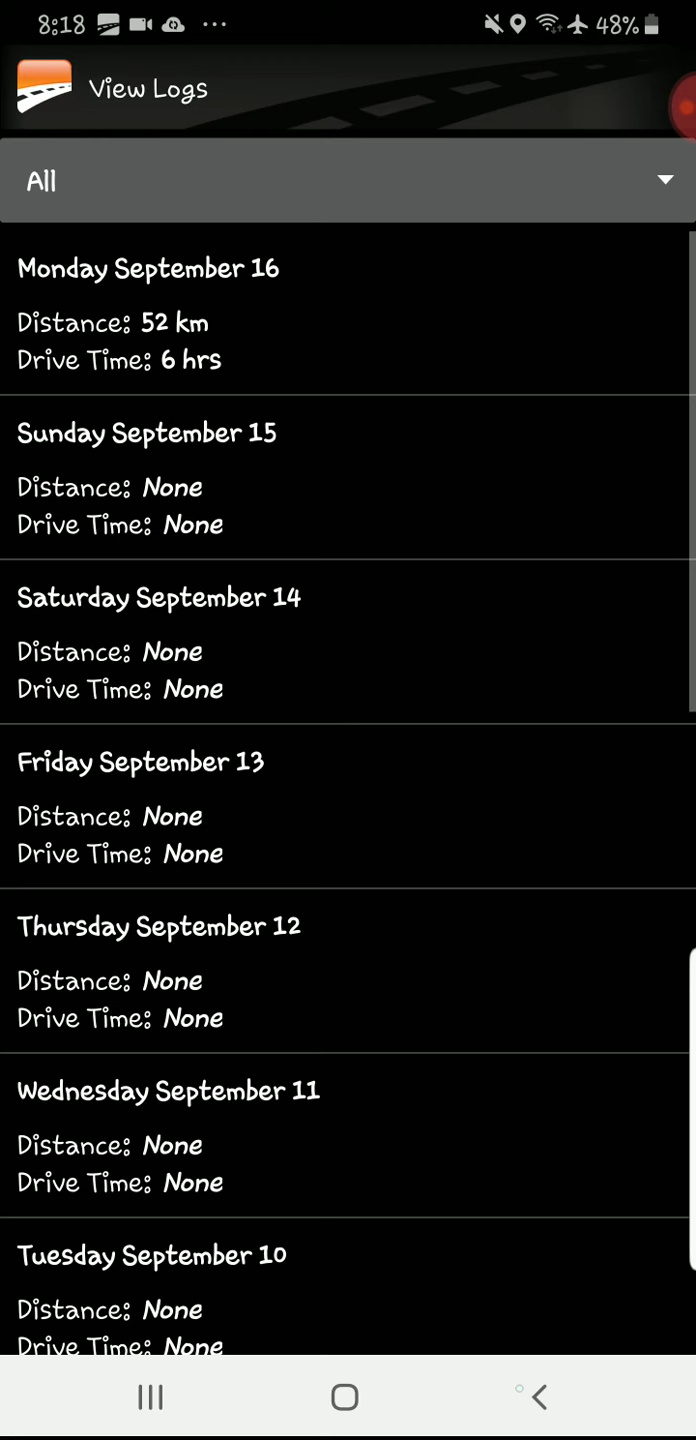 8:18
48%
View Logs
All
Monday September 16
Distance: 52 km
Drive Time: 6 hrs
Sunday September 15
Distance: None
Drive Time: None
Saturday September 14
Distance: None
Drive Time: None
Friday September 13
Distance: None
Drive Time: None
Thursday September 12
Distance: None
Drive Time: None
Wednesday September 11
Distance: None
Drive Time: None
Tuesday September 10
Distance: None
Drive Time: None